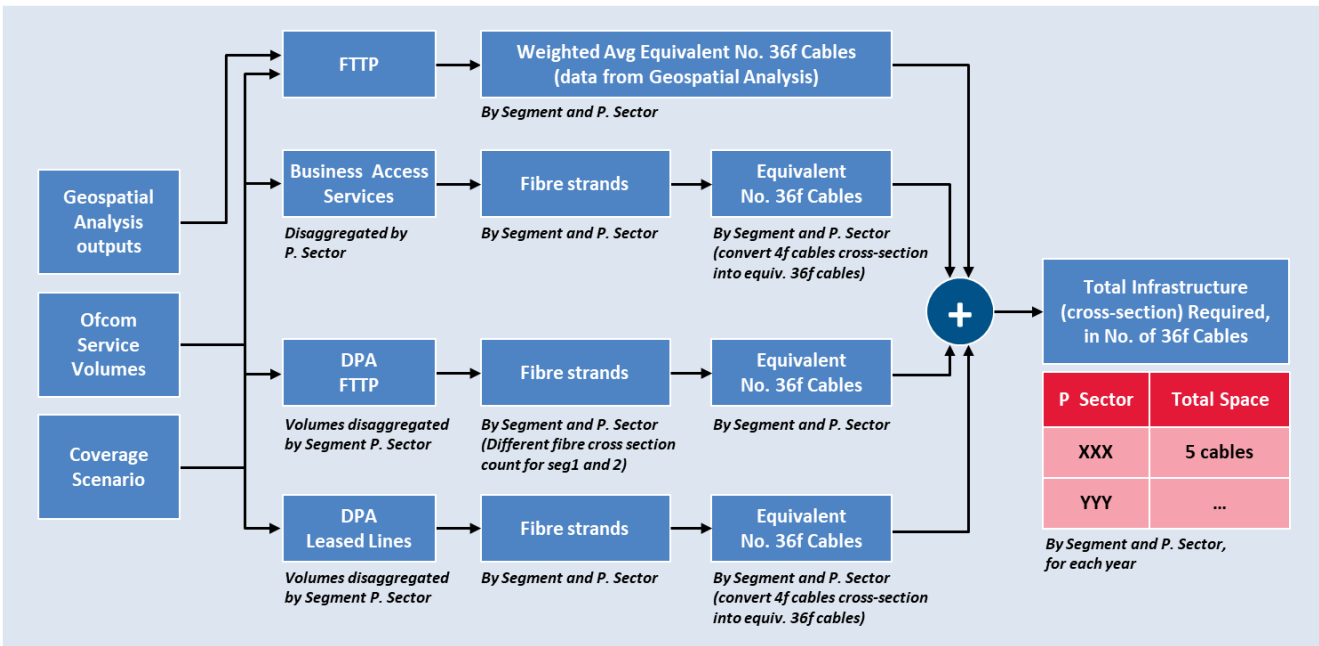 FTTP
Weighted Avg Equivalent No. 36f Cables
(data from Geospatial Analysis)
By Segment and P. Sector
Geospatial
Analysis
outputs
Business Access
Services
Disaggregated by
P. Sector
Fibre strands
By Segment and P. Sector
Equivalent
No. 36f Cables
By Segment and P. Sector
(convert 4f cables cross-section
into equiv. 36f cables)
Ofcom
Service
Volumes
DPA
FTTP
Volumes disaggregated
by Segment P. Sector
Fibre strands
By Segment and P. Sector
(Different fibre cross section
count for seg1 and 2)
Equivalent
No. 36f Cables
By Segment and P. Sector
Coverage
Scenario
DPA
Leased Lines
Volumes disaggregated
by Segment P. Sector
Fibre strands
By Segment and P. Sector
Equivalent
No. 36f Cables
By Segment and P. Sector
(convert 4f cables cross-section
into equiv. 36f cables)
+
Total Infrastructure
(cross-section) Required,
in No. of 36f Cables
P Sector Total Space
XXX 5 cables
YYY ...
By Segment and P. Sector,
for each year